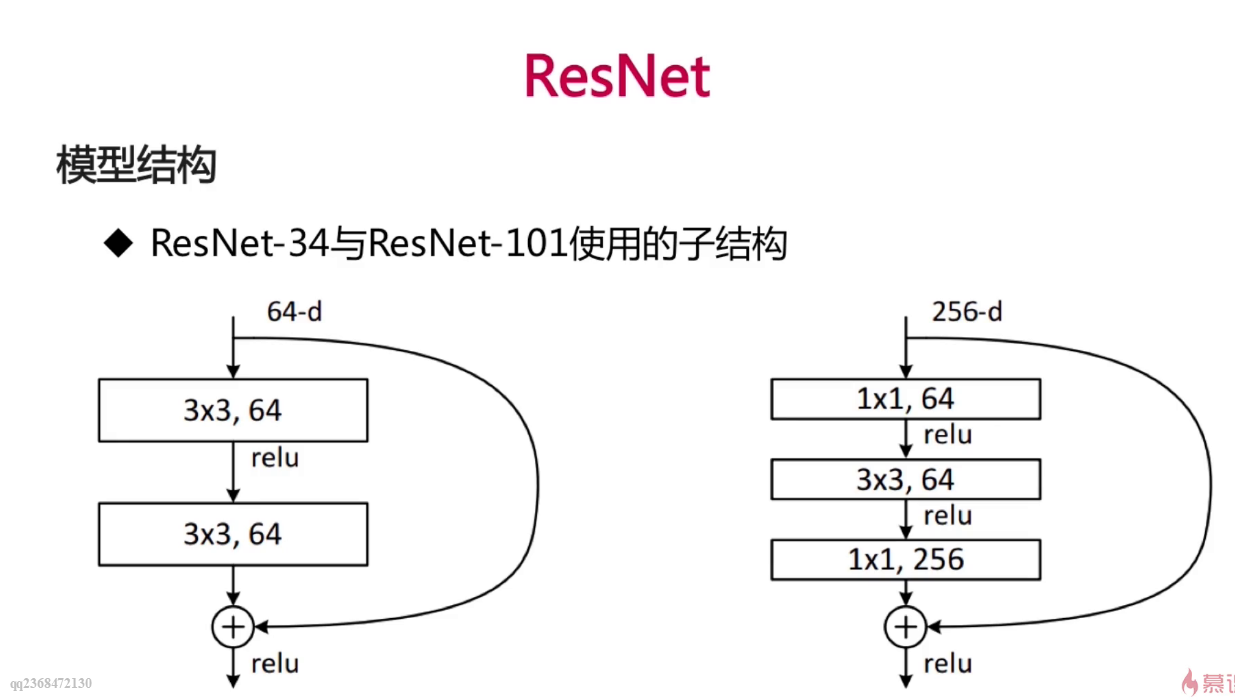 ResNet
模型结构
◆ ResNet-34与ResNet-101使用的子结构
64-d
3x3, 64
relu
3x3, 64
relu
256-d
1x1, 64
relu
3x3, 64
relu
1x1, 256
relu
qq2368472130
慕